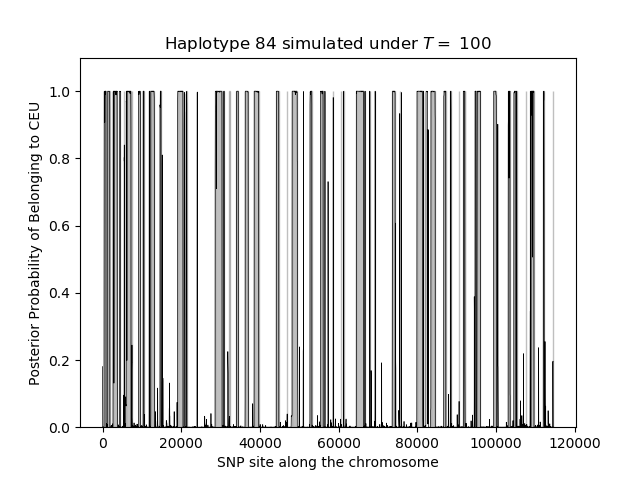 Haplotype 84 simulated under T = 100
Posterior Probability of Belonging to CEU
1.0
0.8
0.6
0.4
0.2
0.0
0 20000 40000 60000 80000 100000 120000
SNP site along the chromosome